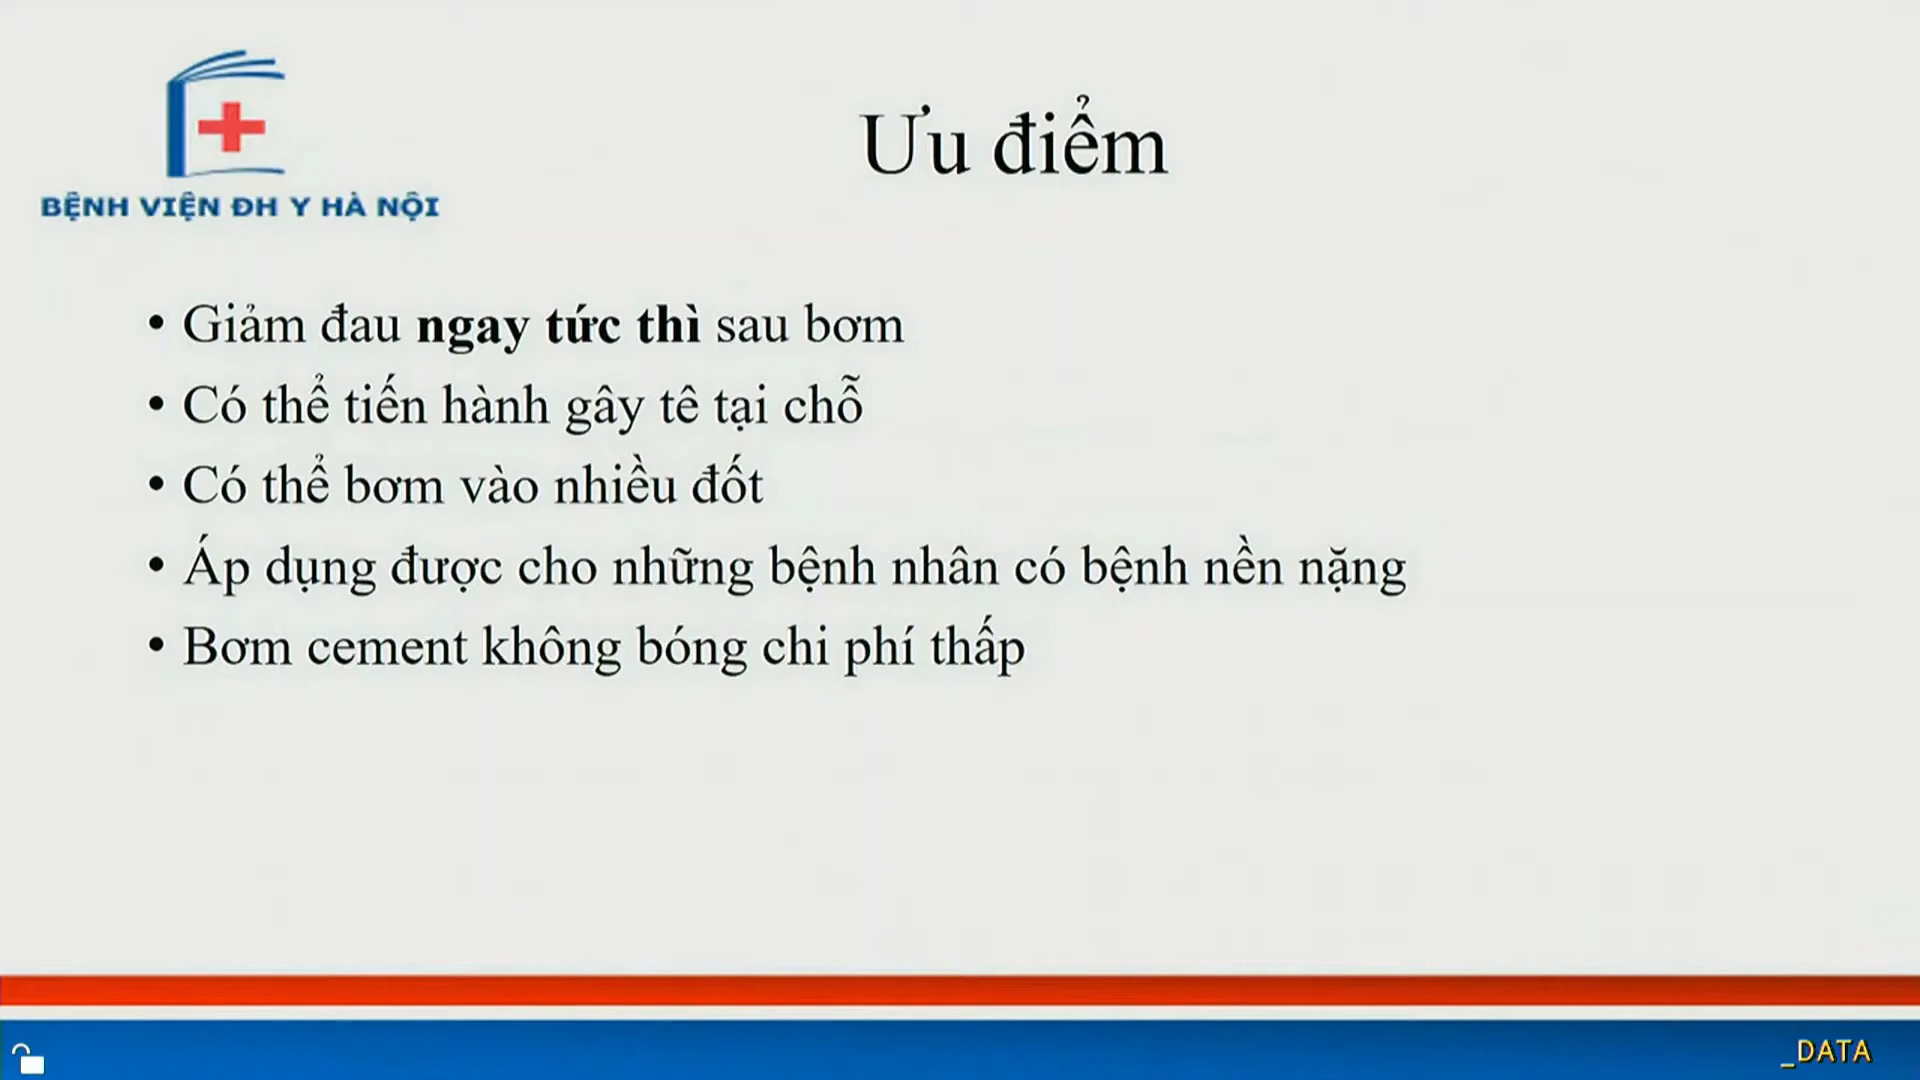 BỆNH VIỆN ĐH Y HÀ NỘI
Ưu điểm
• Giảm đau ngay tức thì sau bơm
• Có thể tiến hành gây tê tại chỗ
• Có thể bơm vào nhiều đốt
• Áp dụng được cho những bệnh nhân có bệnh nền nặng
• Bơm cement không bóng chi phí thấp
_DATA